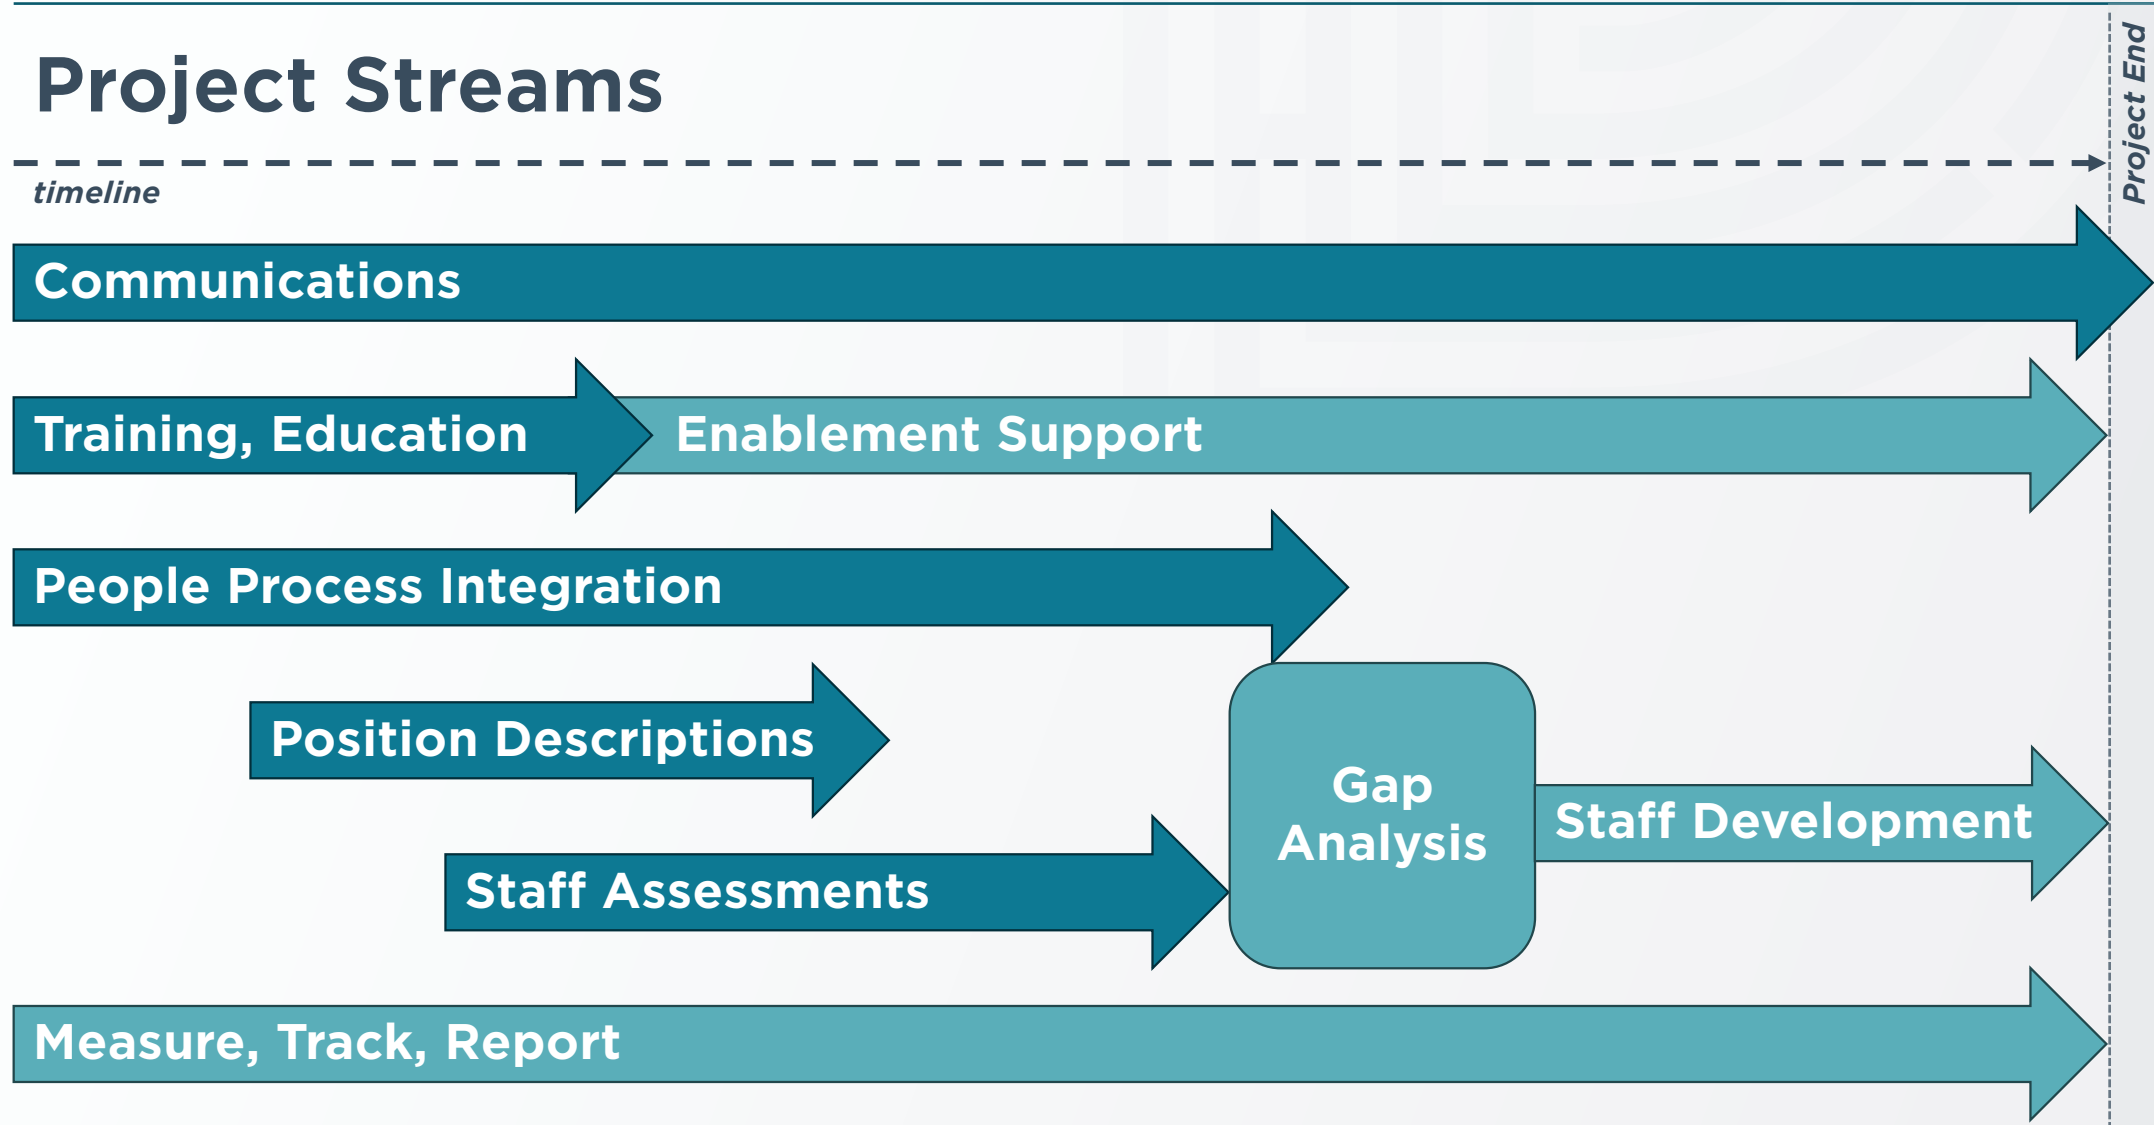 Project Streams
Project End
timeline
Communications
Training, Education
Enablement Support
People Process Integration
Position Descriptions
Gap
Analysis
Staff Development
Staff Assessments
Measure, Track, Report